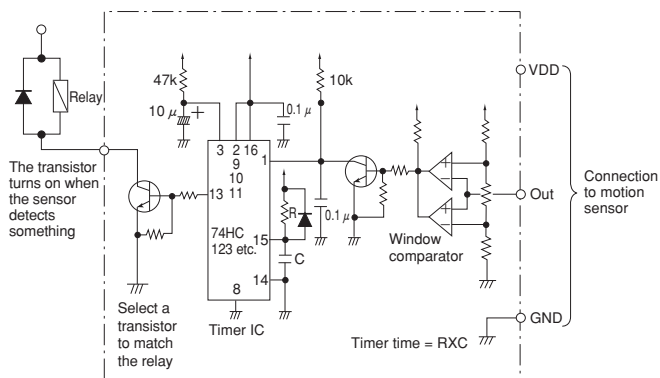 VDD
47k
10k
Relay
10 μ
+
0.1 μ
3
2
16
9
10
11
1
13
The transistor
turns on when
the sensor
detects
something
R
0.1 μ
+
−
+
−
Out
Connection
to motion
sensor
74HC
123 etc.
15
C
Window
comparator
14
8
Select a
transistor
to match
the relay
Timer IC
GND
Timer time = RXC